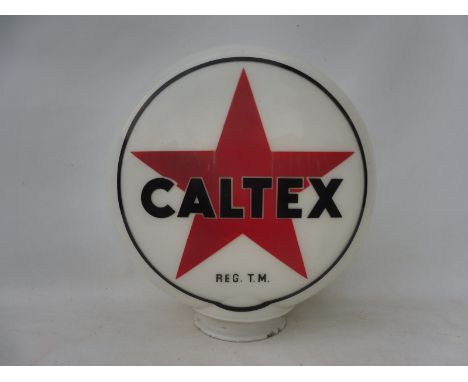 CALTEX
REG. T.M.